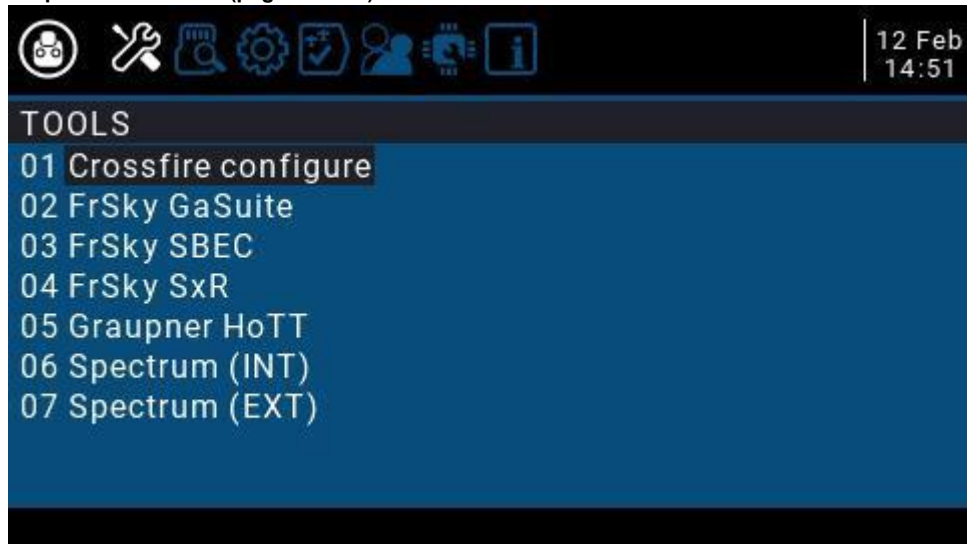 12 Feb
14:51
TOOLS
01 Crossfire configure
02 FrSky GaSuite
03 FrSky SBEC
04 FrSky SxR
05 Graupner HoTT
06 Spectrum (INT)
07 Spectrum (EXT)